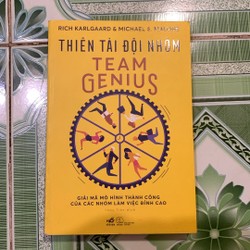 RICH KARLGAARD & MICHAEL S. MALONE
THIÊN TÀI ĐỘI NHÓM
TEAM
GENIUS
GIẢI MÃ MÔ HÌNH THÀNH CÔNG
CỦA CÁC NHÓM LÀM VIỆC ĐỈNH CAO